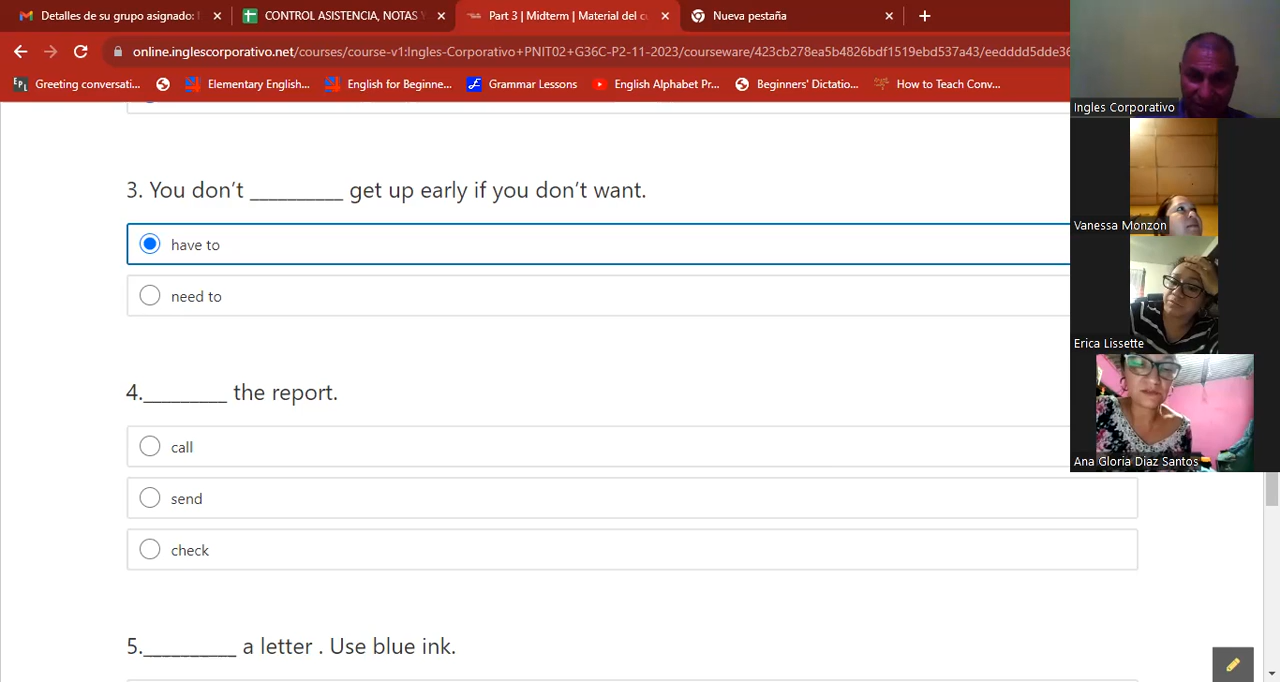 Detalles de su grupo asignado:
CONTROL ASISTENCIA, NOTAS Y
Part 3 | Midterm | Material del cu
Nueva pestaña
online.inglescorporativo.net/courses/course-v1:Ingles-Corporativo+PNIT02+G36C-P2-11-2023/courseware/423cb278ea5b4826bdf1519ebd537a43/eedddd5dde36
Greeting conversati...
Elementary English...
English for Beginne...
Grammar Lessons
English Alphabet Pr...
Beginners' Dictatio...
How to Teach Conv...
Ingles Corporativo
Vanessa Monzon
Erica Lissette
Ana Gloria Diaz Santos
3. You don't __________ get up early if you don't want.
have to
need to
4._________ the report.
call
send
check
5.__________ a letter . Use blue ink.